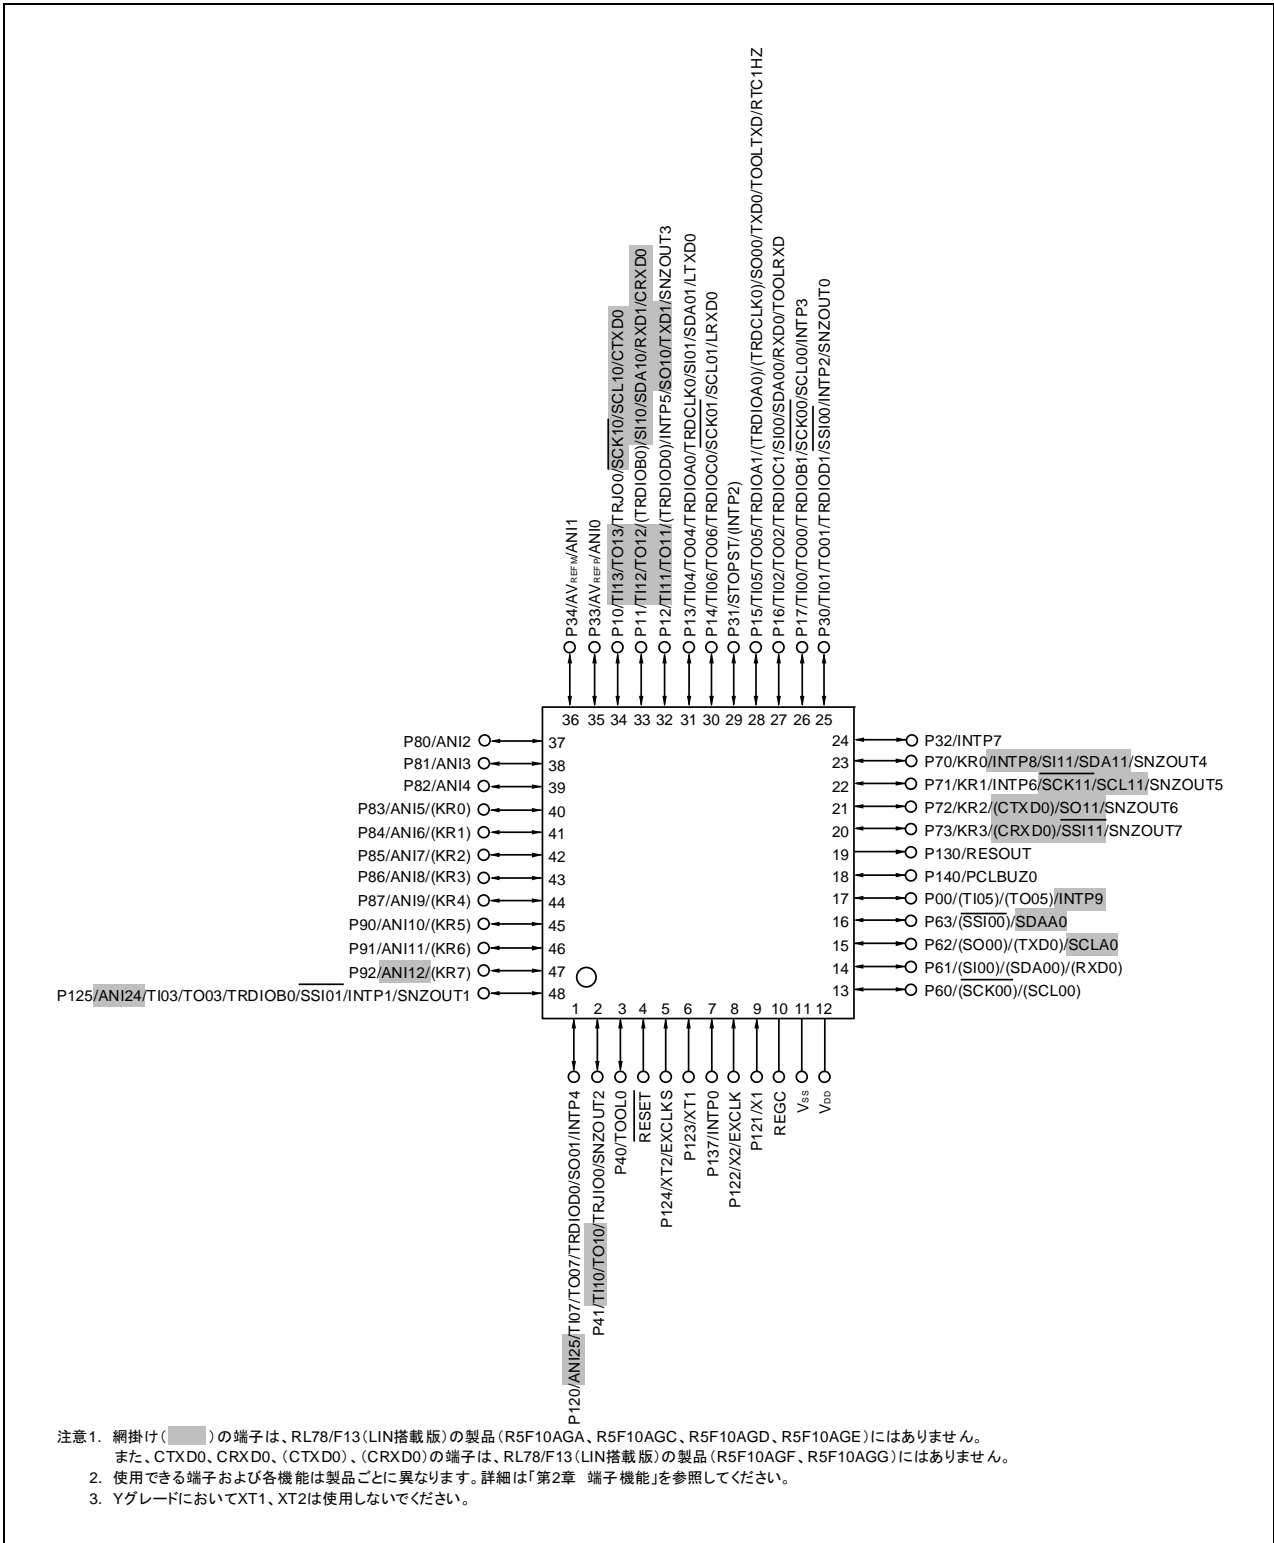 P34/AVREFM/ANI1
P33/AVREFP/ANI0
P10/TI13/TO13/TRJO0/SCK10/SCL10/CTXD0
P11/TI12/TO12/(TRDIOB0)/SI10/SDA10/RXD1/CRXD0
P12/TI11/TO11/(TRDIOD0)/INTP5/SO10/TXD1/SNZOUT3
P13/TI04/TO04/TRDIOA0/TRDCLK0/SI01/SDA01/LTXD0
P14/TI06/TO06/TRDIOC0/SCK01/SCL01/LRXD0
P31/STOPST/(INTP2)
P15/TI05/TO05/TRDIOA1/(TRDIOA0)/(TRDCLK0)/SO00/TXD0/TOOLTXD/RTC1HZ
P16/TI02/TO02/TRDIOC1/SI00/SDA00/RXD0/TOOLRXD
P17/TI00/TO00/TRDIOB1/SCK00/SCL00/INTP3
P30/TI01/TO01/TRDIOD1/SSI00/INTP2/SNZOUT0
36 35 34 33 32 31 30 29 28 27 26 25
P80/ANI2 37
P81/ANI3 38
P82/ANI4 39
P83/ANI5/(KR0) 40
P84/ANI6/(KR1) 41
P85/ANI7/(KR2) 42
P86/ANI8/(KR3) 43
P87/ANI9/(KR4) 44
P90/ANI10/(KR5) 45
P91/ANI11/(KR6) 46
P92/ANI12/(KR7) 47
P125/ANI24/TI03/TO03/TRDIOB0/SSI01/INTP1/SNZOUT1 48
24 P32/INTP7
23 P70/KR0/INTP8/SI11/SDA11/SNZOUT4
22 P71/KR1/INTP6/SCK11/SCL11/SNZOUT5
21 P72/KR2/(CTXD0)/SO11/SNZOUT6
20 P73/KR3/(CRXD0)/SSI11/SNZOUT7
19 P130/RESOUT
18 P140/PCLBUZ0
17 P00/(TI05)/(TO05)/INTP9
16 P63/(SSI00)/SDAA0
15 P62/(SO00)/(TXD0)/SCLA0
14 P61/(SI00)/(SDA00)/(RXD0)
13 P60/(SCK00)/(SCL00)
1 2 3 4 5 6 7 8 9 10 11 12
P120/ANI25/TI07/TO07/TRDIOD0/SO01/INTP4
P41/TI10/TO10/TRJIO0/SNZOUT2
P40/TOOL0
RESET
P124/XT2/EXCLKS
P123/XT1
P137/INTP0
P122/X2/EXCLK
P121/X1
REGC
VSS
VDD
注意1. 網掛け( )の端子は、RL78/F13(LIN搭載版)の製品(R5F10AGA、R5F10AGC、R5F10AGD、R5F10AGE)にはありません。
また、CTXD0、CRXD0、(CTXD0)、(CRXD0)の端子は、RL78/F13(LIN搭載版)の製品(R5F10AGF、R5F10AGG)にはありません。
2. 使用できる端子および各機能は製品ごとに異なります。詳細は「第2章 端子機能」を参照してください。
3. YグレードにおいてXT1、XT2は使用しないでください。